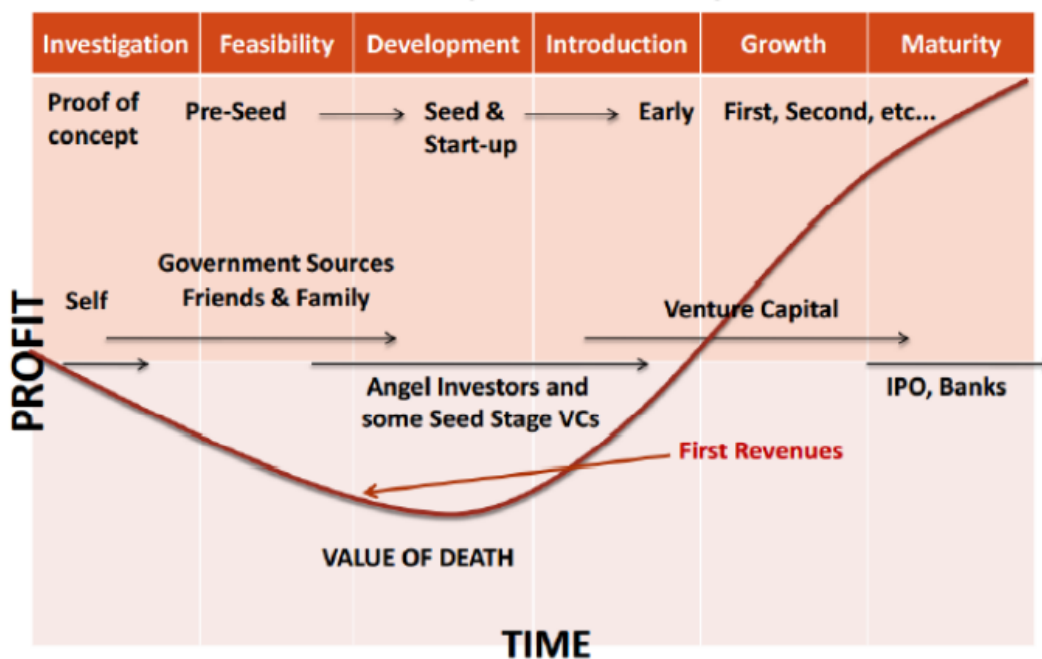 Investigation Feasibility Development Introduction Growth Maturity
Proof of
concept
Pre-Seed
Seed &
Start-up
Early
First, Second, etc...
Government Sources
Friends & Family
Self
Venture Capital
PROFIT
Angel Investors and
some Seed Stage VCs
IPO, Banks
First Revenues
VALUE OF DEATH
TIME